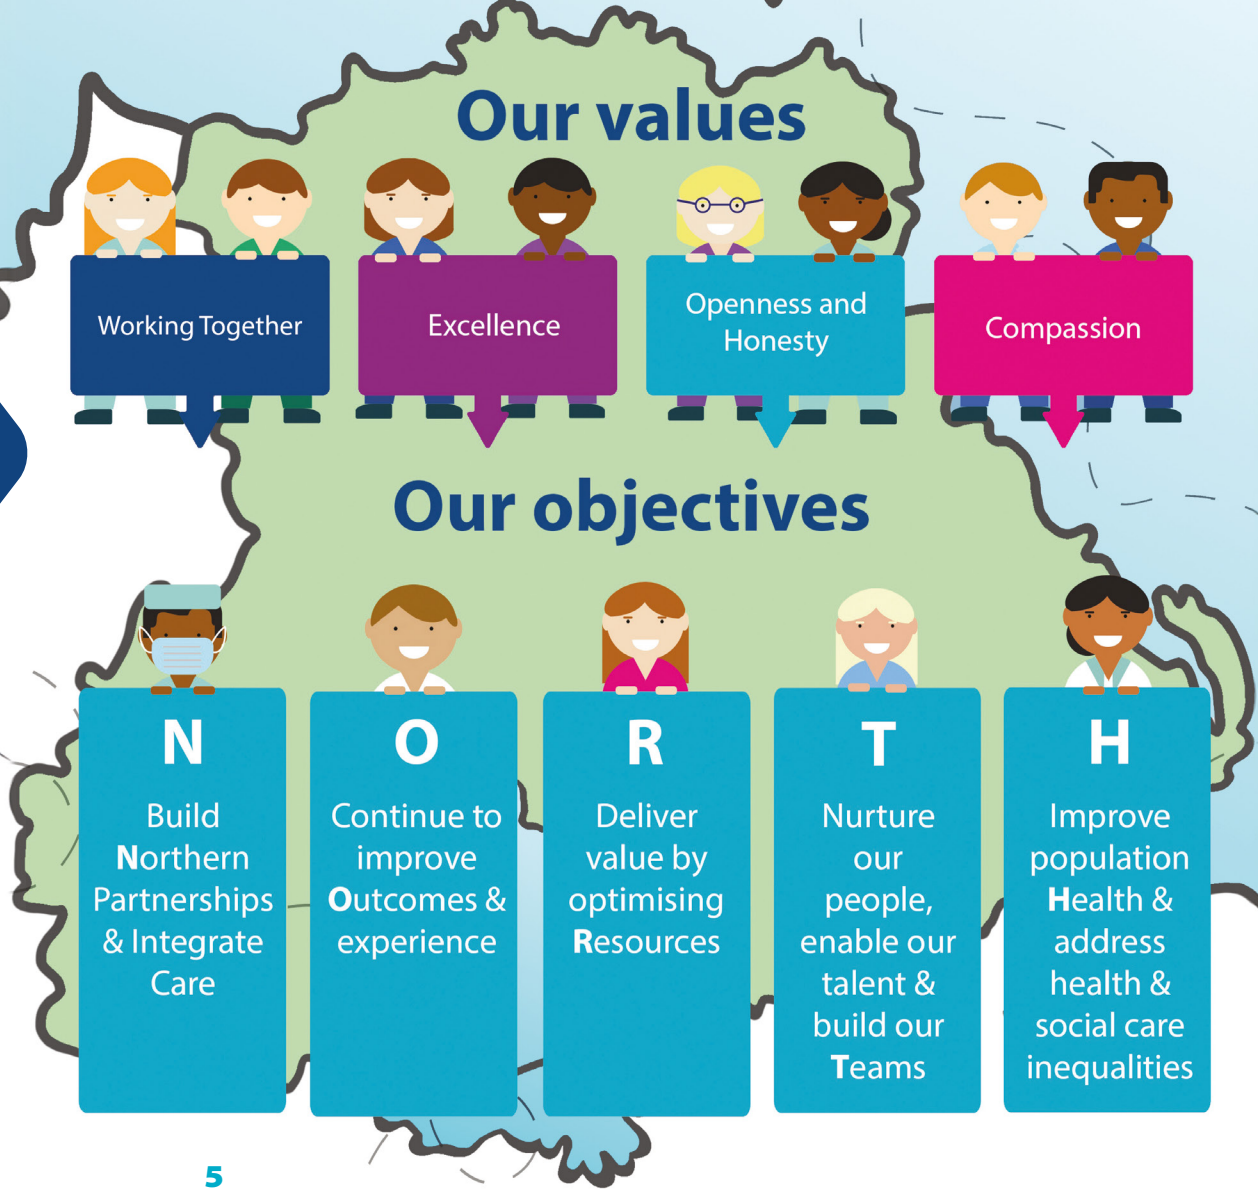 Our values
Working Together
Excellence
Openness and
Honesty
Compassion
Our objectives
N
Build
Northern
Partnerships
& Integrate
Care
O
Continue to
improve
Outcomes &
experience
R
Deliver
value by
optimising
Resources
T
Nurture
our
people,
enable our
talent &
build our
Teams
H
Improve
population
Health &
address
health &
social care
inequalities
5